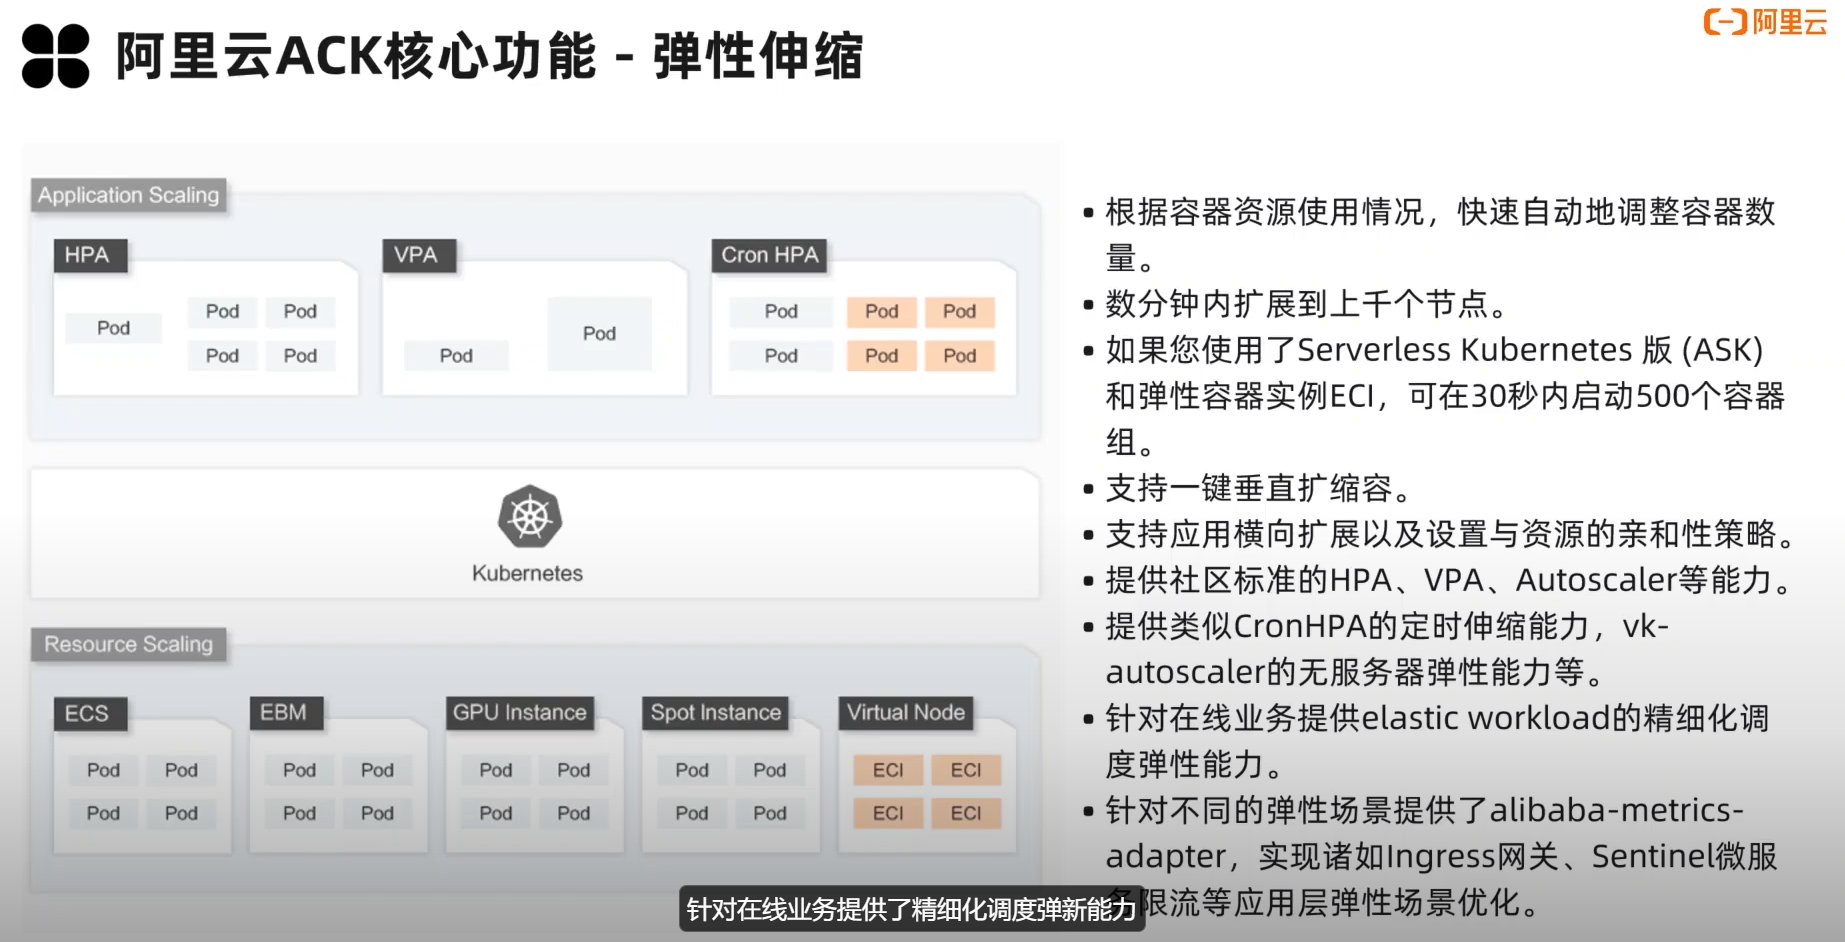 阿里云ACK核心功能 - 弹性伸缩
阿里云
Application Scaling
HPA
Pod
Pod Pod
Pod Pod
VPA
Pod
Pod
Cron HPA
Pod Pod Pod
Pod Pod Pod
Kubernetes
Resource Scaling
ECS
Pod Pod
Pod Pod
EBM
Pod Pod
Pod Pod
GPU Instance
Pod Pod
Pod Pod
Spot Instance
Pod Pod
Pod Pod
Virtual Node
ECI ECI
ECI ECI
• 根据容器资源使用情况，快速自动地调整容器数
量。
• 数分钟内扩展到上千个节点。
• 如果您使用了Serverless Kubernetes 版 (ASK)
和弹性容器实例ECI，可在30秒内启动500个容器
组。
• 支持一键垂直扩缩容。
• 支持应用横向扩展以及设置与资源的亲和性策略。
• 提供社区标准的HPA、VPA、Autoscaler等能力。
• 提供类似CronHPA的定时伸缩能力，vk-
autoscaler的无服务器弹性能力等。
• 针对在线业务提供elastic workload的精细化调
度弹性能力。
• 针对不同的弹性场景提供了alibaba-metrics-
adapter，实现诸如Ingress网关、Sentinel微服
务限流等应用层弹性场景优化。
针对在线业务提供了精细化调度弹新能力